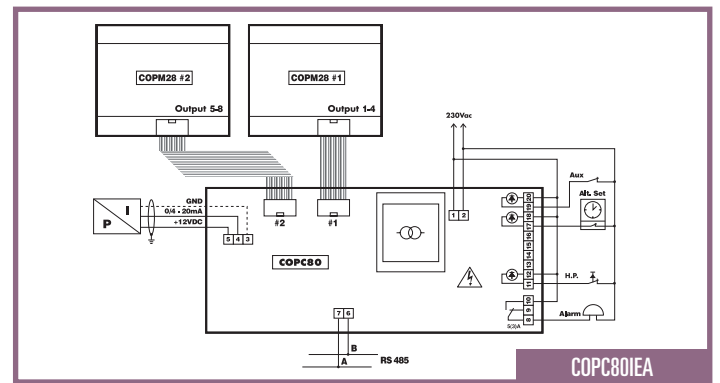 COPM28 #2
Output 5-8
COPM28 #1
Output 1-4
230Vac
Aux
Alt. Set
GND
0/4 - 20mA
+12VDC
P
I
5 4 3
#2
#1
1 2
COPC80
20
19
18
17
16
15
14
13
12
11
H.P.
10
9
8
5(3)A
Alarm
7 6
B
A
RS 485
COPC80IEA